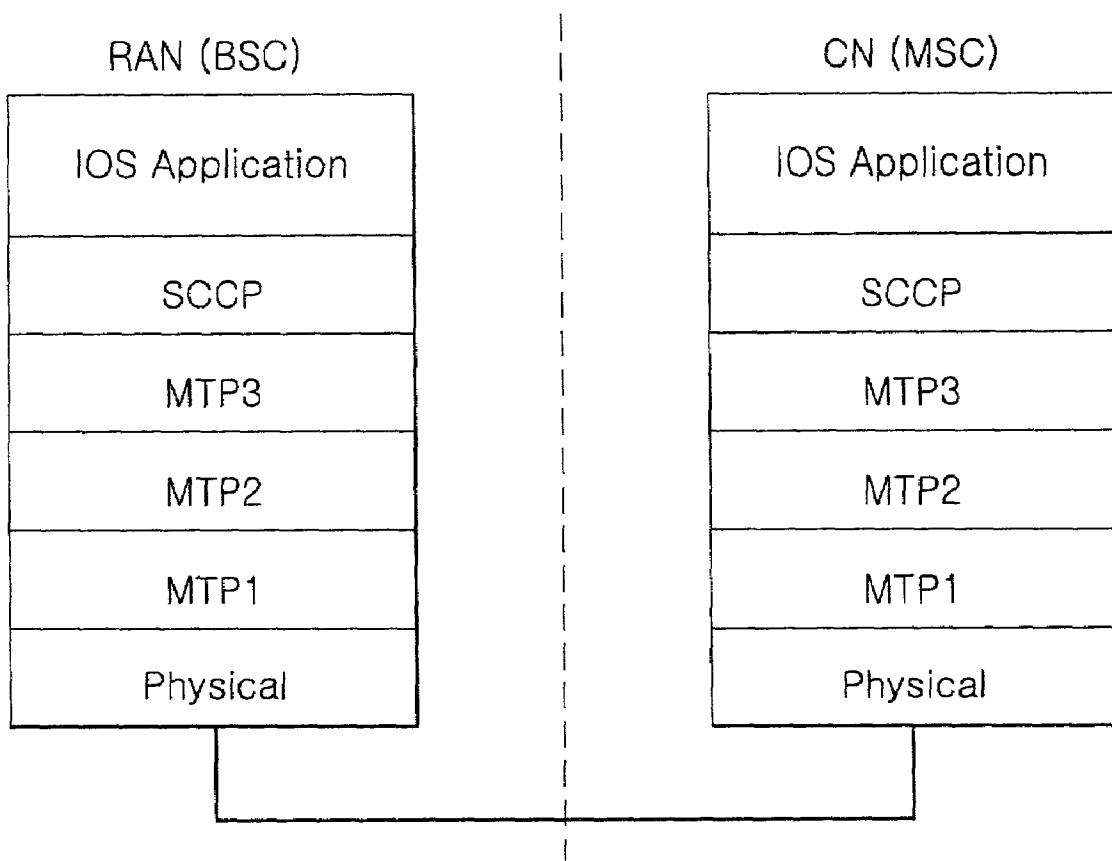 RAN (BSC)
IOS Application
SCCP
MTP3
MTP2
MTP1
Physical
CN (MSC)
IOS Application
SCCP
MTP3
MTP2
MTP1
Physical